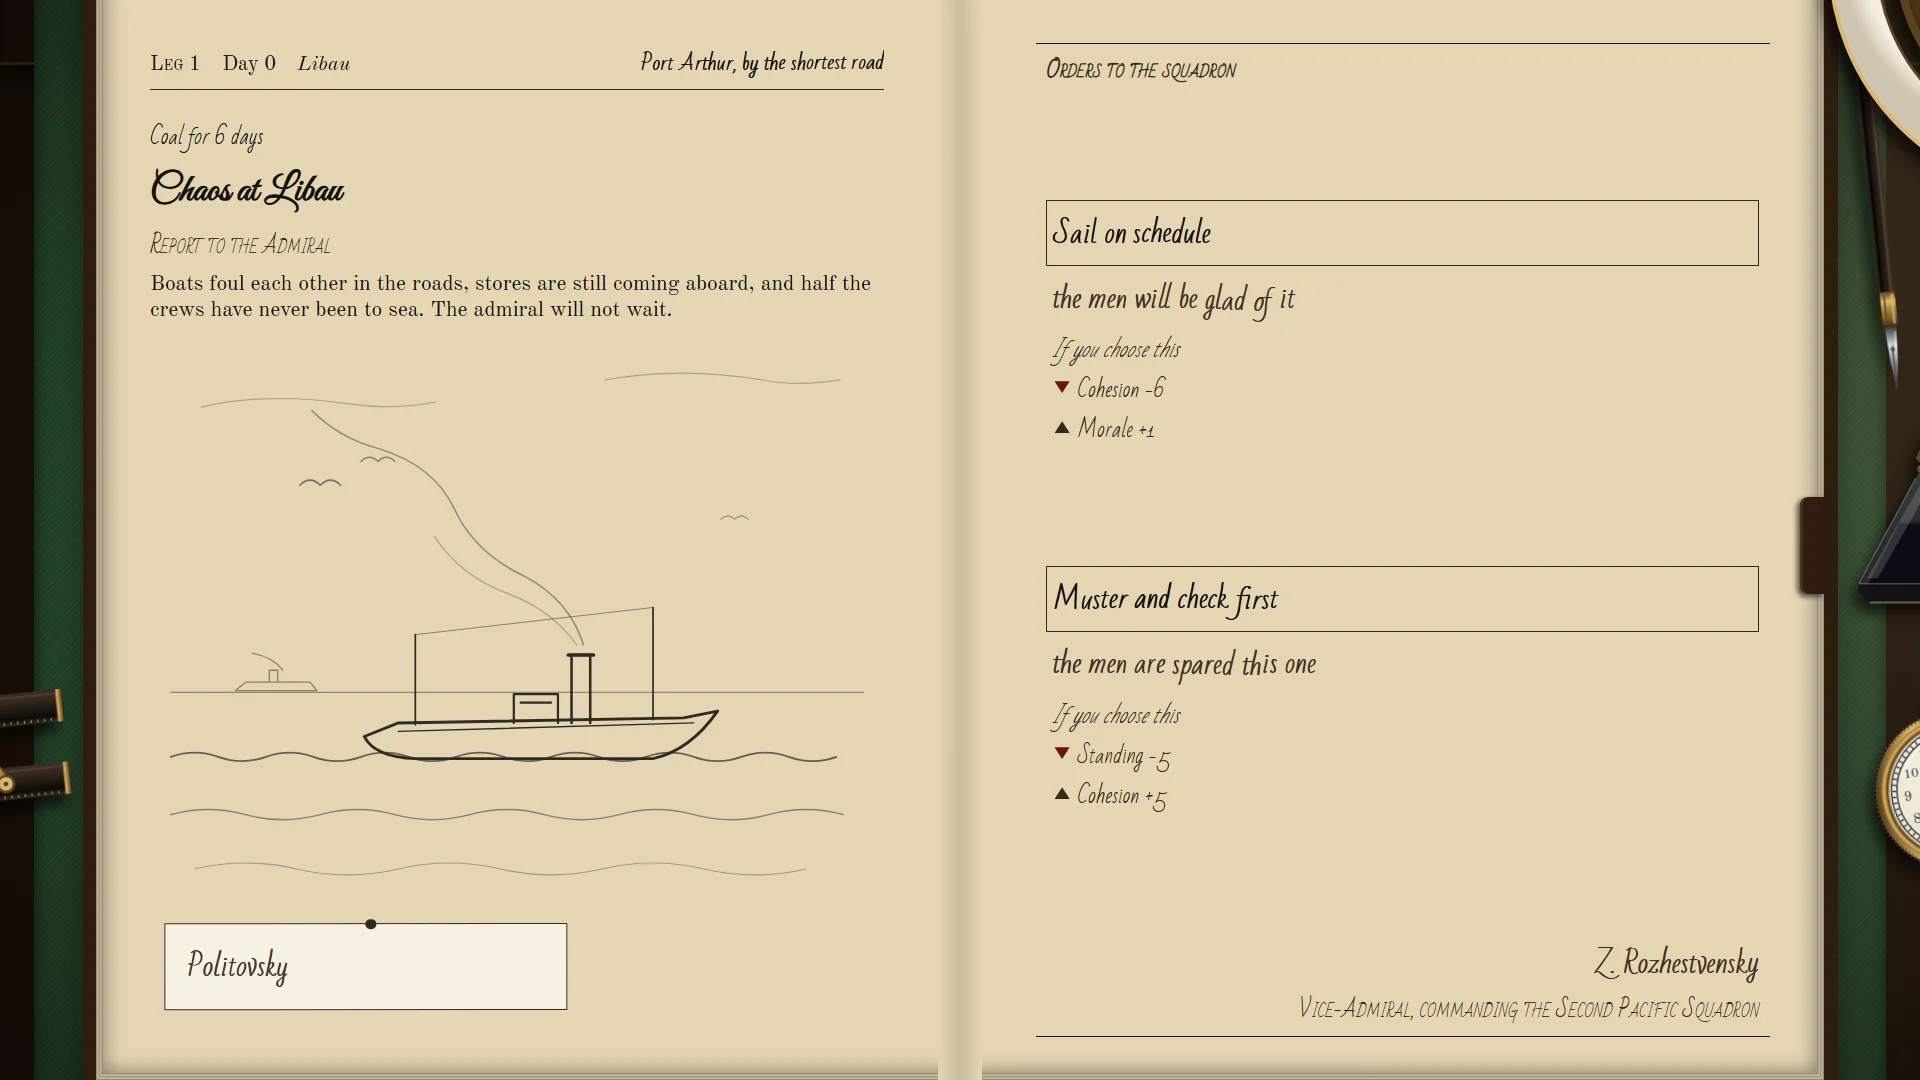 Leg 1 Day 0 Libau
Port Arthur, by the shortest road
Coal for 6 days
Chaos at Libau
Report to the Admiral
Boats foul each other in the roads, stores are still coming aboard, and half the
crews have never been to sea. The admiral will not wait.
Politovsky
Orders to the squadron
Sail on schedule
the men will be glad of it
If you choose this
▼ Cohesion -6
▲ Morale +1
Muster and check first
the men are spared this one
If you choose this
▼ Standing -5
▲ Cohesion +5
Z. Rozhestvensky
Vice-Admiral, commanding the Second Pacific Squadron
10
9
8